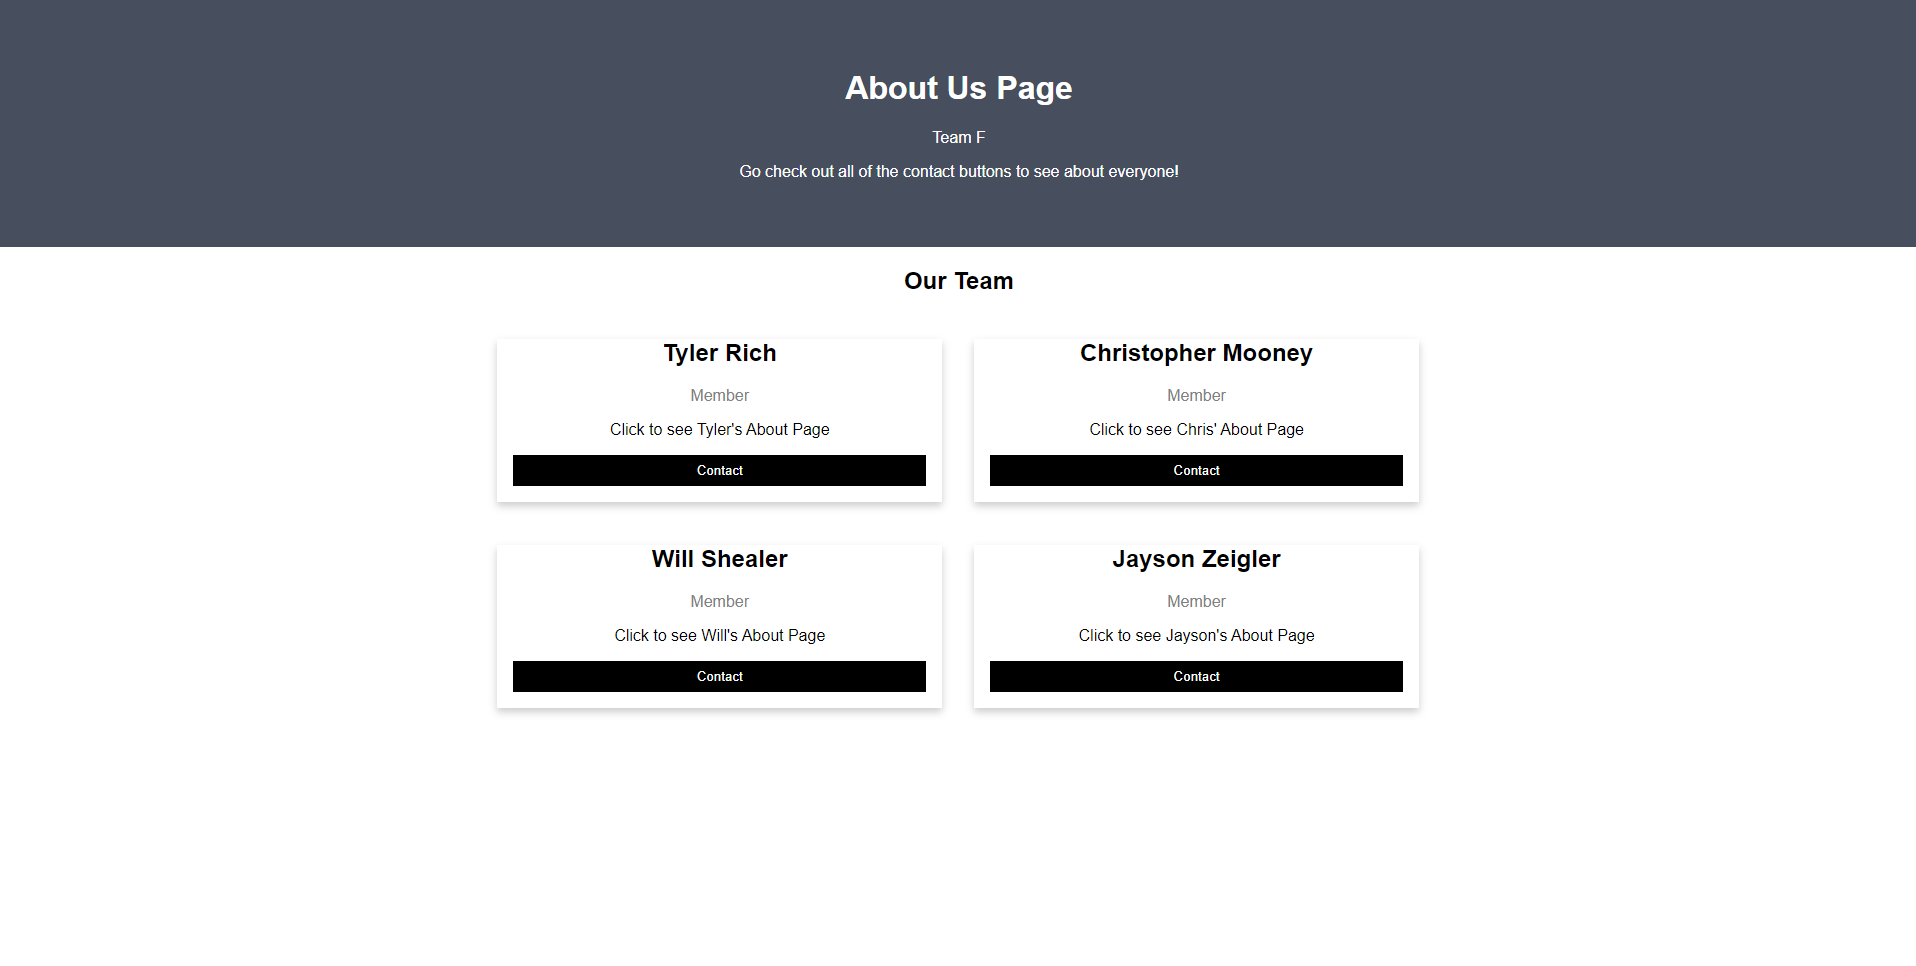 About Us Page
Team F
Go check out all of the contact buttons to see about everyone!
Our Team
Tyler Rich
Member
Click to see Tyler's About Page
Contact
Christopher Mooney
Member
Click to see Chris' About Page
Contact
Will Shealer
Member
Click to see Will's About Page
Contact
Jayson Zeigler
Member
Click to see Jayson's About Page
Contact